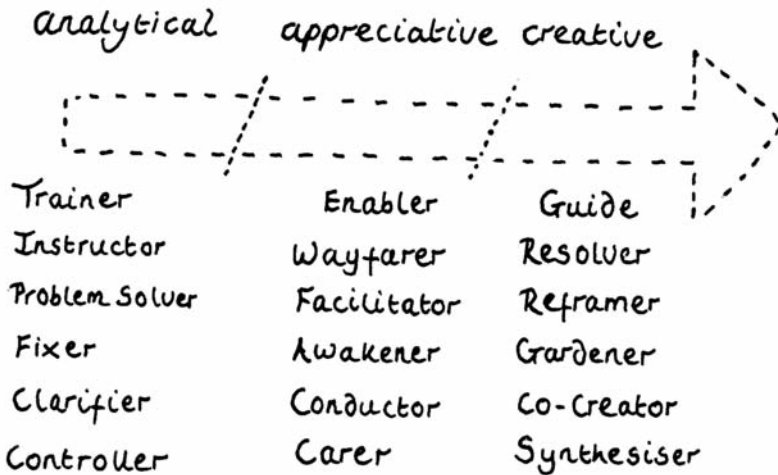 analytical appreciative creative
Trainer Enabler Guide
Instructor Wayfarer Resolver
Problem Solver Facilitator Reframer
Fixer Awakener Gardener
Clarifier Conductor Co-Creator
Controller Carer Synthesiser